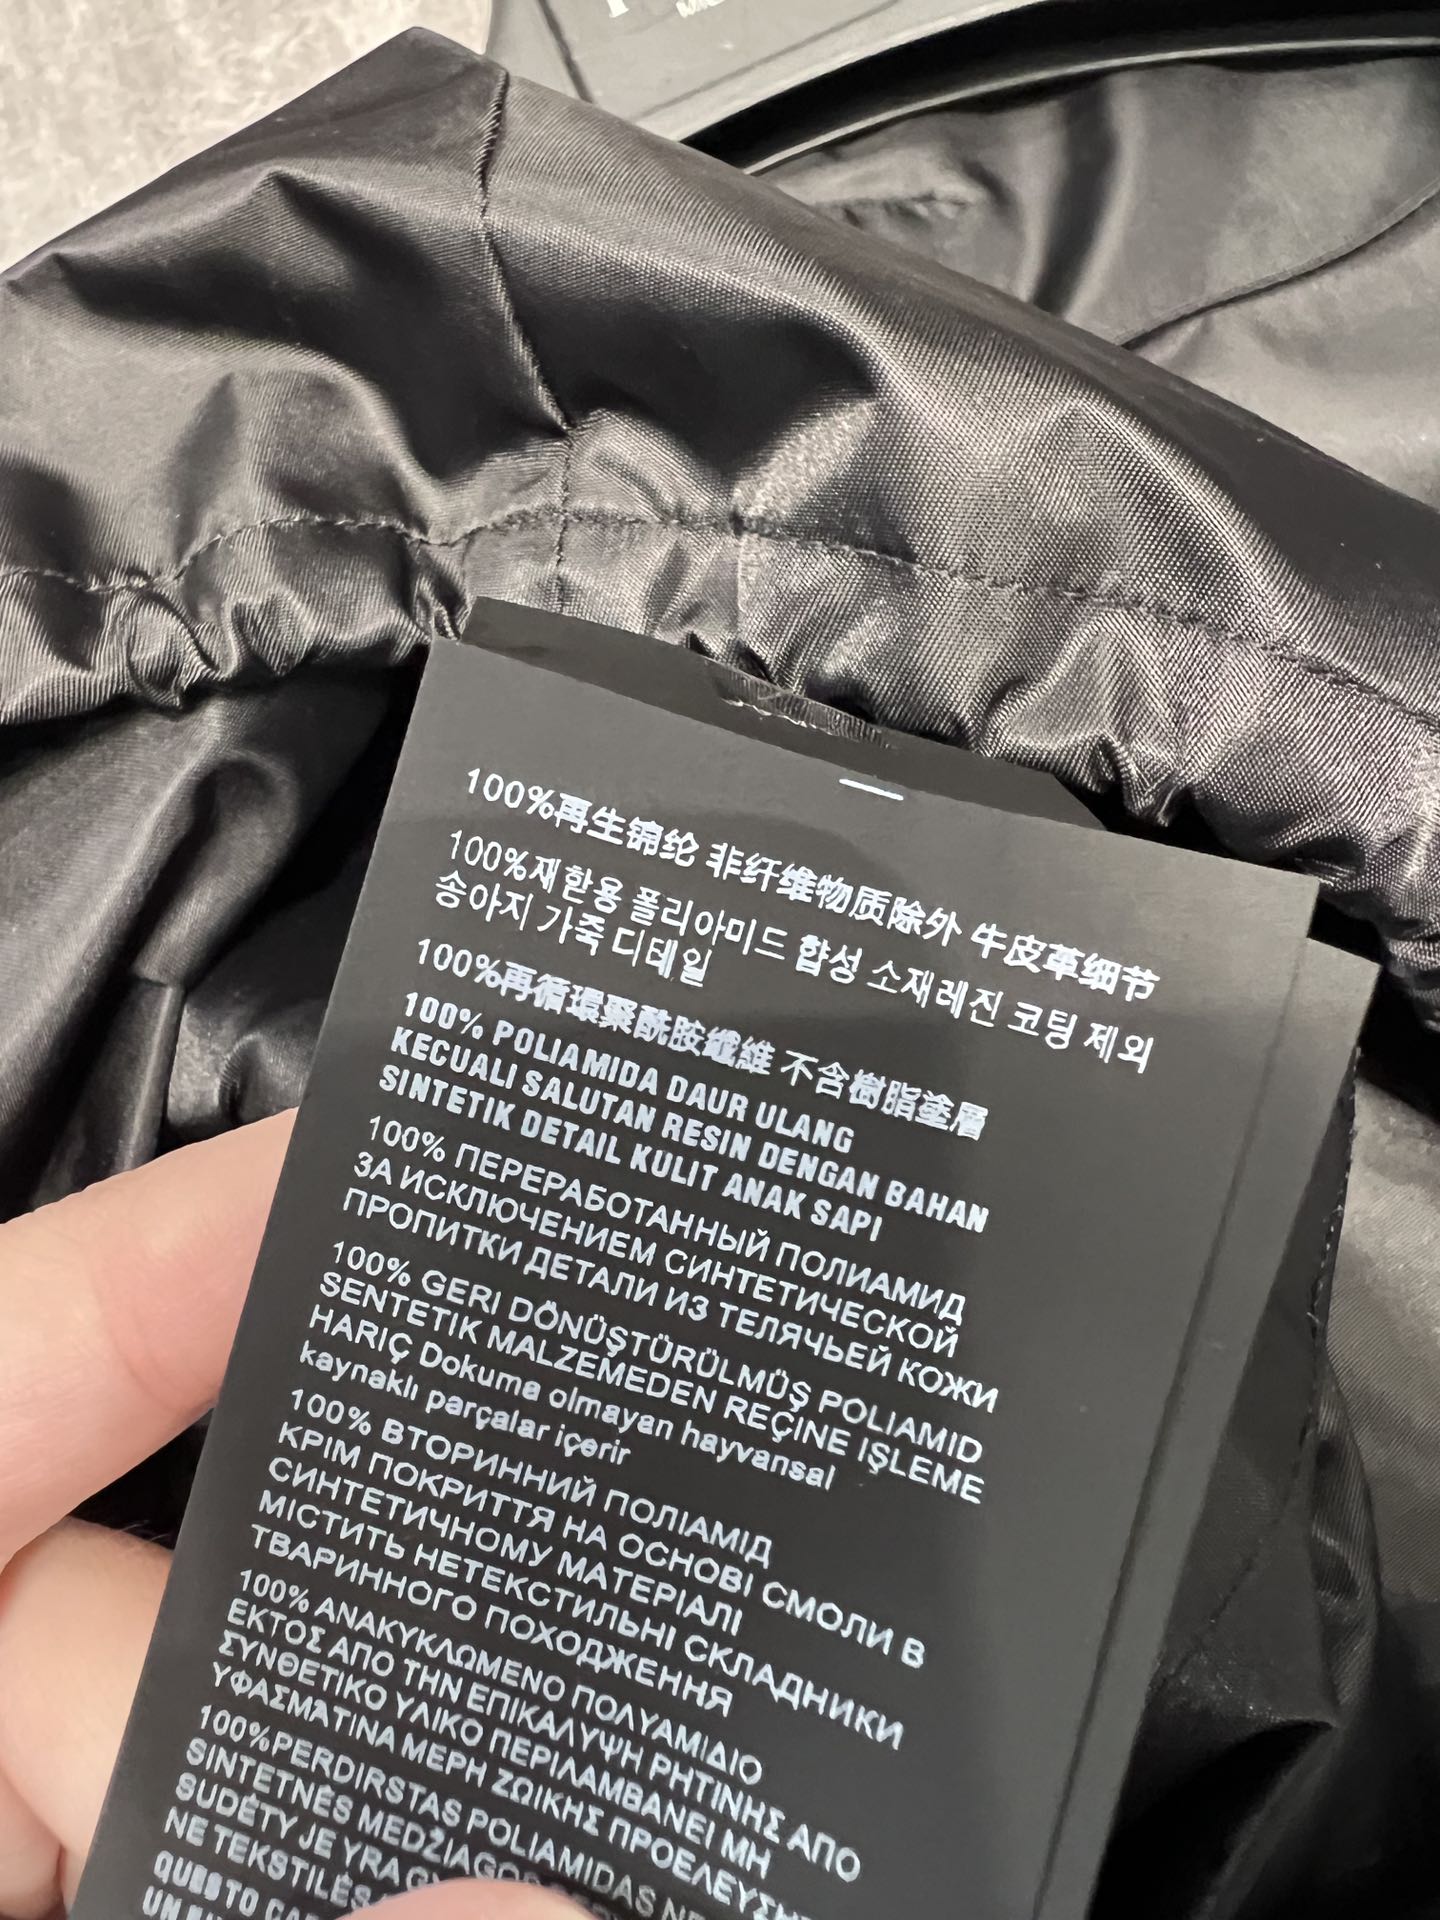 100%再生锦纶 非纤维物质除外 牛皮革细节
100%재활용 폴리아미드 합성 소재레진 코팅 제외
송아지 가죽 디테일
100%再循環聚酰胺纖維 不含樹脂塗層
100% POLIAMIDA DAUR ULANG
KECUALI SALUTAN RESIN DENGAN BAHAN
SINTETIK DETAIL KULIT ANAK SAPI
100% ПЕРЕРАБОТАННЫЙ ПОЛИАМИД
ЗА ИСКЛЮЧЕНИЕМ СИНТЕТИЧЕСКОЙ
ПРОПИТКИ ДЕТАЛИ ИЗ ТЕЛЯЧЬЕЙ КОЖИ
100% GERI DÖNÜŞTÜRÜLMÜŞ POLIAMID
SENTETIK MALZEMEDEN REÇİNE IŞLEME
HARIÇ Dokuma olmayan hayvansal
kaynaklı parçalar içerir
100% ВТОРИННИЙ ПОЛІАМІД
КРІМ ПОКРИТТЯ НА ОСНОВІ СМОЛИ В
СИНТЕТИЧНОМУ МАТЕРІАЛІ
МІСТИТЬ НЕТЕКСТИЛЬНІ СКЛАДНИКИ
ТВАРИННОГО ПОХОДЖЕННЯ
100% ΑΝΑΚΥΚΛΩΜΕΝΟ ΠΟΛΥΑΜΙΔΙΟ
ΕΚΤΟΣ ΑΠΟ ΤΗΝ ΕΠΙΚΑΛΥΨΗ ΡΗΤΙΝΗΣ ΑΠΟ
ΣΥΝΘΕΤΙΚΟ ΥΛΙΚΟ ΠΕΡΙΛΑΜΒΑΝΕΙ ΜΗ
ΥΦΑΣΜΑΤΙΝΑ ΜΕΡΗ ΖΩΙΚΗΣ ΠΡΟΕΛΕΥΣΗΣ
100%PERDIRSTAS POLIAMIDAS NE
SINTETNĖS MEDŽIAGOS
SUDĖTY JE YRA
NE TEKSTILĖS
QUESTO
UN